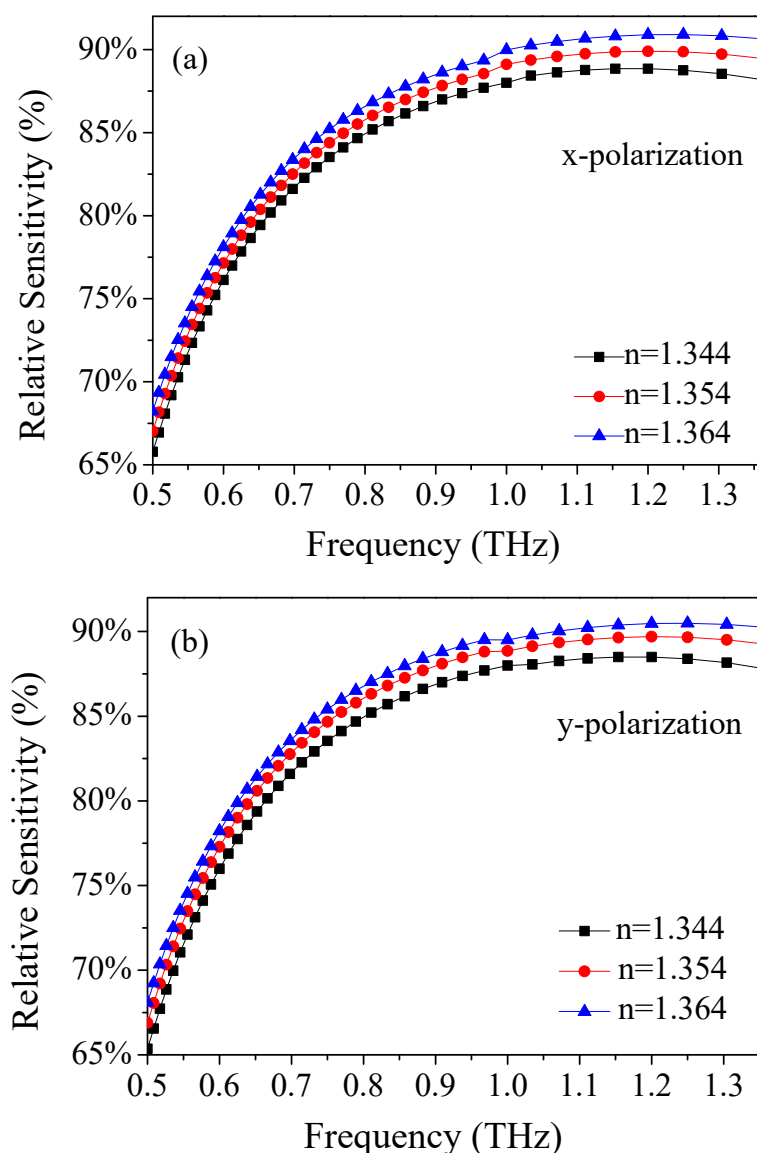 (a)
90%
85%
80%
75%
70%
65%
Relative Sensitivity (%)
x-polarization
n=1.344
n=1.354
n=1.364
0.5 0.6 0.7 0.8 0.9 1.0 1.1 1.2 1.3
Frequency (THz)
(b)
90%
85%
80%
75%
70%
65%
Relative Sensitivity (%)
y-polarization
n=1.344
n=1.354
n=1.364
0.5 0.6 0.7 0.8 0.9 1.0 1.1 1.2 1.3
Frequency (THz)